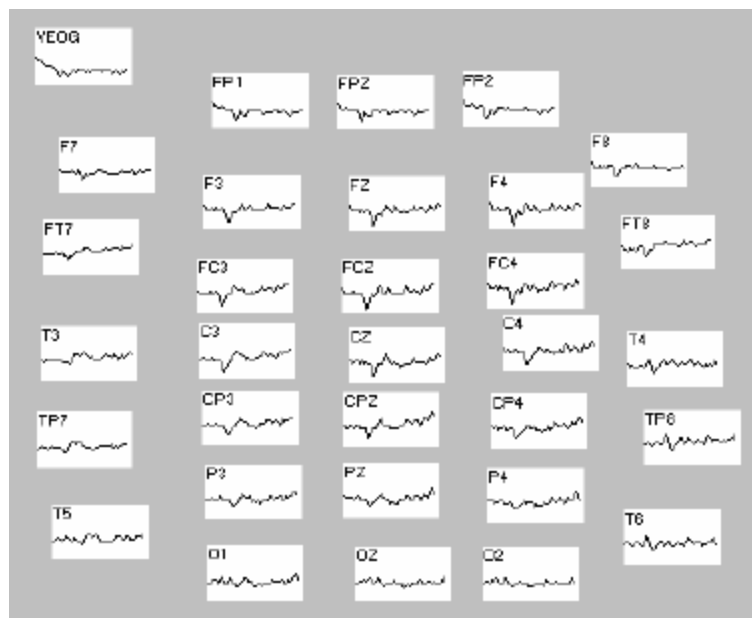 VEOG
FP1 FPZ FP2
F7 F3 FZ F4 F8
FT7 FC3 FCZ FC4 FT8
T3 C3 CZ C4 T4
TP7 CP3 CPZ CP4 TP8
T5 P3 PZ P4 T6
O1 OZ O2